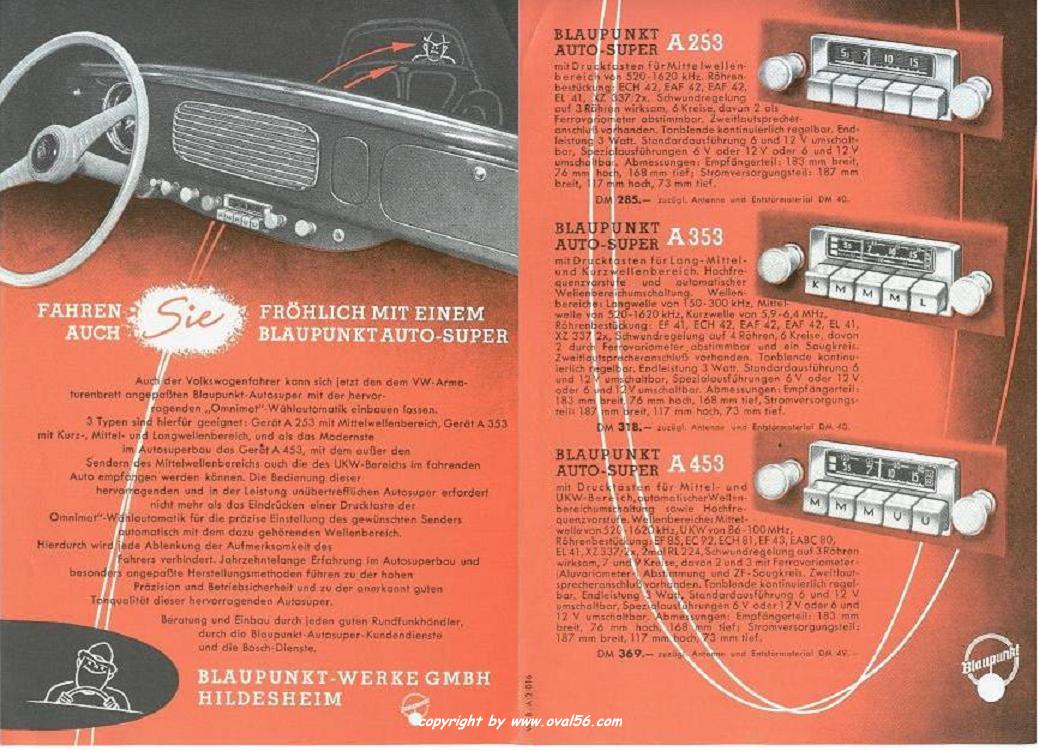 FAHREN
AUCH
Sie
FRÖHLICH MIT EINEM
BLAUPUNKT AUTO-SUPER
Auch der Volkswagenfahrer kann sich jetzt den dem VW-Arma-
turenbrett angepaßten Blaupunkt-Autosuper mit der hervor-
ragenden „Omnimat"-Wählautomatik einbauen lassen.
3 Typen sind hierfür geeignet: Gerät A 253 mit Mittelwellenbereich, Gerät A 353
mit Kurz-, Mittel- und Langwellenbereich, und als das Modernste
im Autosuperbau das Gerät A 453, mit dem außer den
Sendern des Mittelwellenbereichs auch die des UKW-Bereichs im fahrenden
Auto empfangen werden können. Die Bedienung dieser
hervorragenden und in der Leistung unübertrefflichen Autosuper erfordert
nicht mehr als das Eindrücken einer Drucktaste der
Omnimat"-Wählautomatik für die präzise Einstellung des gewünschten Senders
automatisch mit dem dazu gehörenden Wellenbereich.
Hierdurch wird jede Ablenkung der Aufmerksamkeit des
Fahrers verhindert. Jahrzehntelange Erfahrung im Autosuperbau und
besonders angepaßte Herstellungsmethoden führen zu der hohen
Präzision und Betriebsicherheit und zu der anerkannt guten
Tonqualität dieser hervorragenden Autosuper.
Beratung und Einbau durch jeden guten Rundfunkhändler,
durch die Blaupunkt-Autosuper-Kundendienste
und die Bosch-Dienste.
BLAUPUNKT-WERKE GMBH
HILDESHEIM
BLAUPUNKT
AUTO-SUPER A 253
mit Drucktasten für Mittelwellen-
bereich von 520-1620 kHz. Röhren-
bestückung: ECH 42, EAF 42, EAF 42,
EL 41, XZ 337/2x. Schwundregelung
auf 3 Röhren wirksam, 6 Kreise, davon 2 als
Ferrovariometer abstimmbar. Zweitlautsprecher-
anschluß vorhanden. Tonblende kontinuierlich regelbar. End-
leistung 3 Watt. Standardausführung 6 und 12 V umschalt-
bar, Spezialausführungen 6 V oder 12 V oder 6 und 12 V
umschaltbar. Abmessungen: Empfängerteil: 183 mm breit,
76 mm hoch, 168 mm tief; Stromversorgungsteil: 187 mm
breit, 117 mm hoch, 73 mm tief.
DM 285.— zuzügl. Antenne und Entstörmaterial DM 40.
5s 7 10 15
BLAUPUNKT
AUTO-SUPER A 353
mit Drucktasten für Lang-Mittel-
und Kurzwellenbereich. Hochfre-
quenzvorstufe und automatischer
Wellenbereichumschaltung. Wellen-
bereiche: Langwelle von 150-300 kHz, Mittel-
welle von 520-1620 kHz, Kurzwelle von 5,9-6,4 MHz,
Röhrenbestückung: EF 41, ECH 42, EAF 42, EAF 42, EL 41,
XZ 337/2x, Schwundregelung auf 4 Röhren, 6 Kreise, davon
2 durch Ferrovariometer abstimmbar und ein Saugkreis.
Zweitlautsprecheranschluß vorhanden. Tonblende kontinu-
ierlich regelbar. Endleistung 3 Watt. Standardausführung 6
und 12 V umschaltbar, Spezialausführungen 6 V oder 12 V
oder 6 und 12 V umschaltbar. Abmessungen: Empfängerteil:
183 mm breit, 76 mm hoch, 168 mm tief, Stromversorgungs-
teil: 187 mm breit, 117 mm hoch, 73 mm tief.
DM 318.— zuzügl. Antenne und Entstörmaterial DM 40.
5s 7 10 15
K M M M L
BLAUPUNKT
AUTO-SUPER A 453
mit Drucktasten für Mittel- und
UKW-Bereich, automatischer Wellen-
bereichumschaltung sowie Hochfre-
quenzvorstufe. Wellenbereiche: Mittel-
welle von 520-1620 kHz, UKW von 86-100 MHz,
Röhrenbestückung: EF 85, EC 92, ECH 81, EF 43, EABC 80,
EL 41, XZ 337/2x, 2mal RL 224, Schwundregelung auf 3 Röhren
wirksam, 7 und Kreise, davon 2 und 3 mit Ferrovariometer-
(Aluvariometer-) Abstimmung und ZF-Saugkreis. Zweitlaut-
sprecheranschluß vorhanden. Tonblende kontinuierlich regel-
bar. Endleistung Watt. Standardausführung 6 und 12 V
umschaltbar, Spezialausführungen 6 V oder 12 V oder 6 und
12 V umschaltbar. Abmessungen: Empfängerteil: 183 mm
breit, 76 mm hoch, 168 mm tief; Stromversorgungsteil:
187 mm breit, 117 mm hoch, 73 mm tief.
DM 369.— zuzügl. Antenne und Entstörmaterial DM 49.—
5s 7 10 15
M M M U U
Blaupunkt
copyright by www.oval56.com